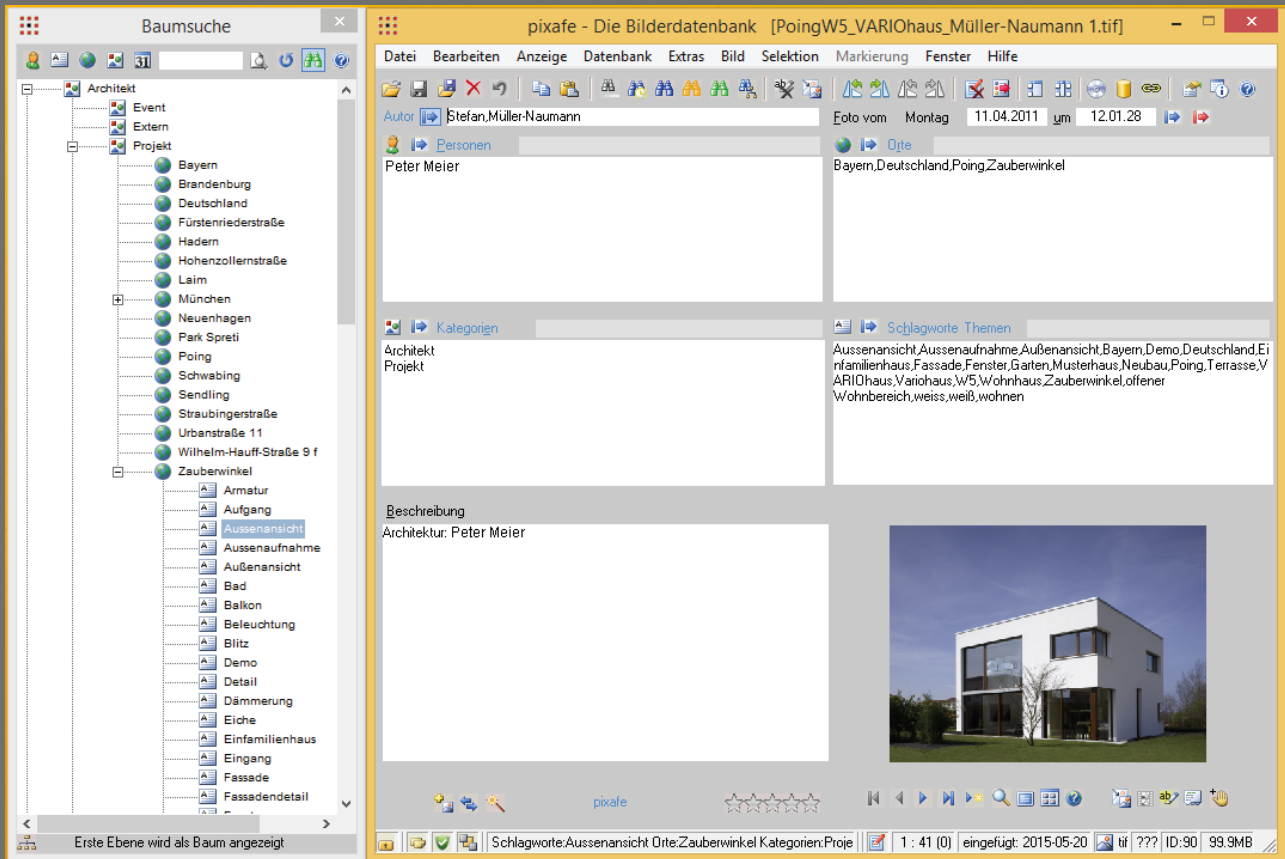 Baumsuche
31
Architekt
Event
Extern
Projekt
Bayern
Brandenburg
Deutschland
Fürstenriederstraße
Hadern
Hohenzollernstraße
Laim
München
Neuenhagen
Park Spreti
Poing
Schwabing
Sendling
Straubingerstraße
Urbanstraße 11
Wilhelm-Hauff-Straße 9 f
Zauberwinkel
Armatur
Aufgang
Aussenansicht
Aussenaufnahme
Außenansicht
Bad
Balkon
Beleuchtung
Blitz
Demo
Detail
Dämmerung
Eiche
Einfamilienhaus
Eingang
Fassade
Fassadendetail
Erste Ebene wird als Baum angezeigt
pixafe - Die Bilderdatenbank [PoingW5_VARIOhaus_Müller-Naumann 1.tif]
Datei Bearbeiten Anzeige Datenbank Extras Bild Selektion Markierung Fenster Hilfe
Autor Stefan,Müller-Naumann Foto vom Montag 11.04.2011 um 12.01.28
Personen
Peter Meier
Orte
Bayern,Deutschland,Poing,Zauberwinkel
Kategorien
Architekt
Projekt
Schlagworte Themen
Aussenansicht,Aussenaufnahme,Außenansicht,Bayern,Demo,Deutschland,Ei
nfamilienhaus,Fassade,Fenster,Garten,Musterhaus,Neubau,Poing,Terrasse,V
ARIOhaus,Variohaus,W5,Wohnhaus,Zauberwinkel,offener
Wohnbereich,weiss,weiß,wohnen
Beschreibung
Architektur: Peter Meier
pixafe
Schlagworte:Aussenansicht Orte:Zauberwinkel Kategorien:Proje 1 : 41 (0) eingefügt: 2015-05-20 tif ??? ID:90 99.9MB